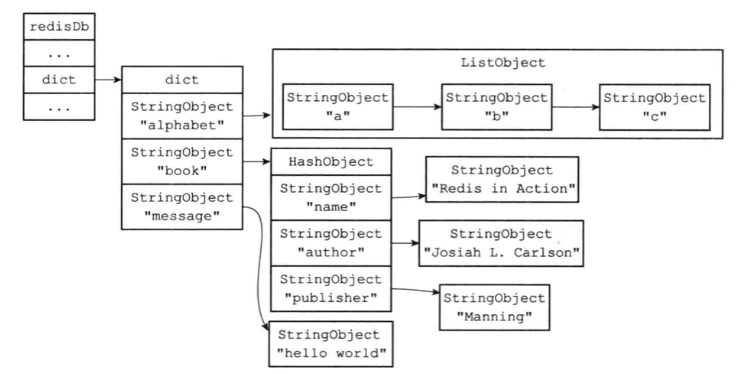 redisDb
...
dict
...
dict
StringObject
"alphabet"
StringObject
"book"
StringObject
"message"
ListObject
StringObject
"a"
StringObject
"b"
StringObject
"c"
HashObject
StringObject
"name"
StringObject
"author"
StringObject
"publisher"
StringObject
"Redis in Action"
StringObject
"Josiah L. Carlson"
StringObject
"Manning"
StringObject
"hello world"